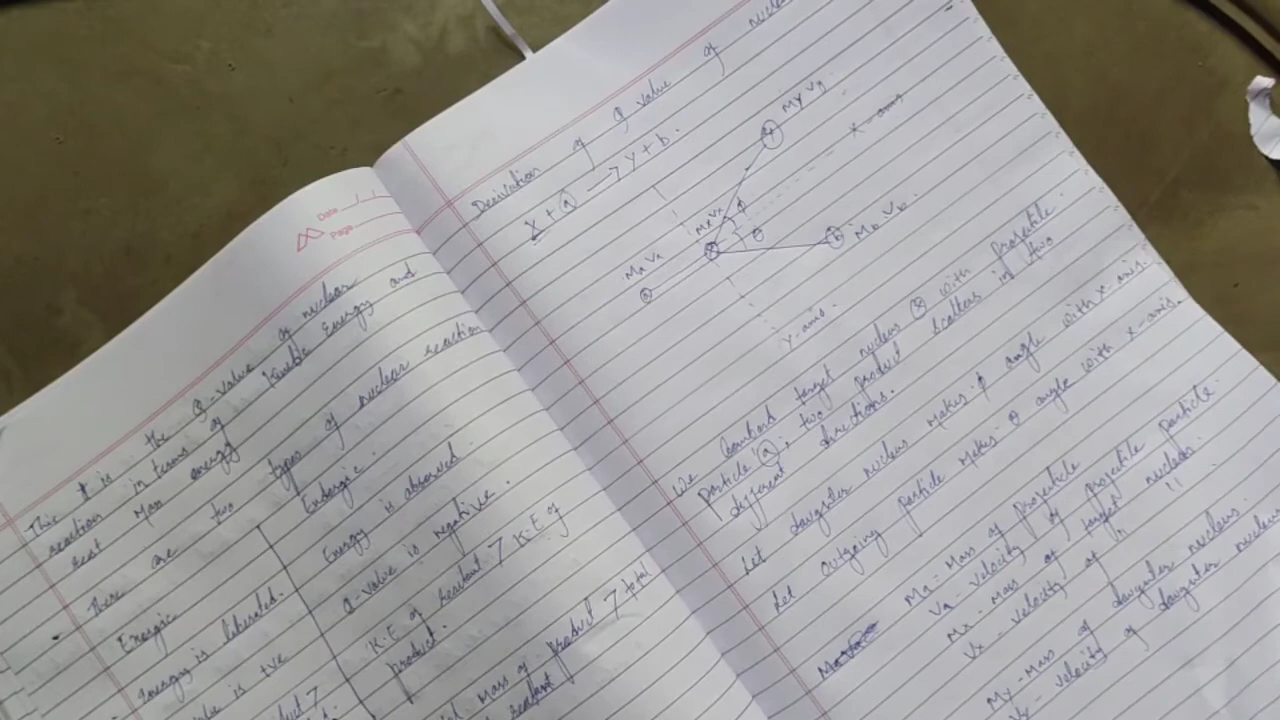 Date / /
Page
It is the Q-value of nuclear
This reaction in terms of Kinetic Energy and
rest Mass energy
There are two types of nuclear reaction
Exergic
Endergic.
Energy is liberated.
Energy is absorbed.
value is +ve
Q-value is negative.
K.E of reactant > K.E of
product.
Mass of product > total
reactant
Derivation of Q value of
X + a → Y + b.
My Vy
X-axis
Mx Vx
φ
θ
b
Mb Vb.
Ma Va
a
Y-axis.
We bombard target nucleus X with projectile
particle a, two product scatters in two
different directions.
Let daughter nucleus makes φ angle with X-axis.
Let outgoing particle makes θ angle with X-axis.
Ma = Mass of projectile
Va - velocity of projectile particle.
Mx - Mass of target nucleus.
Vx velocity of n "
My - Mass of daughter nucleus
Vy - velocity of daughter nucleus